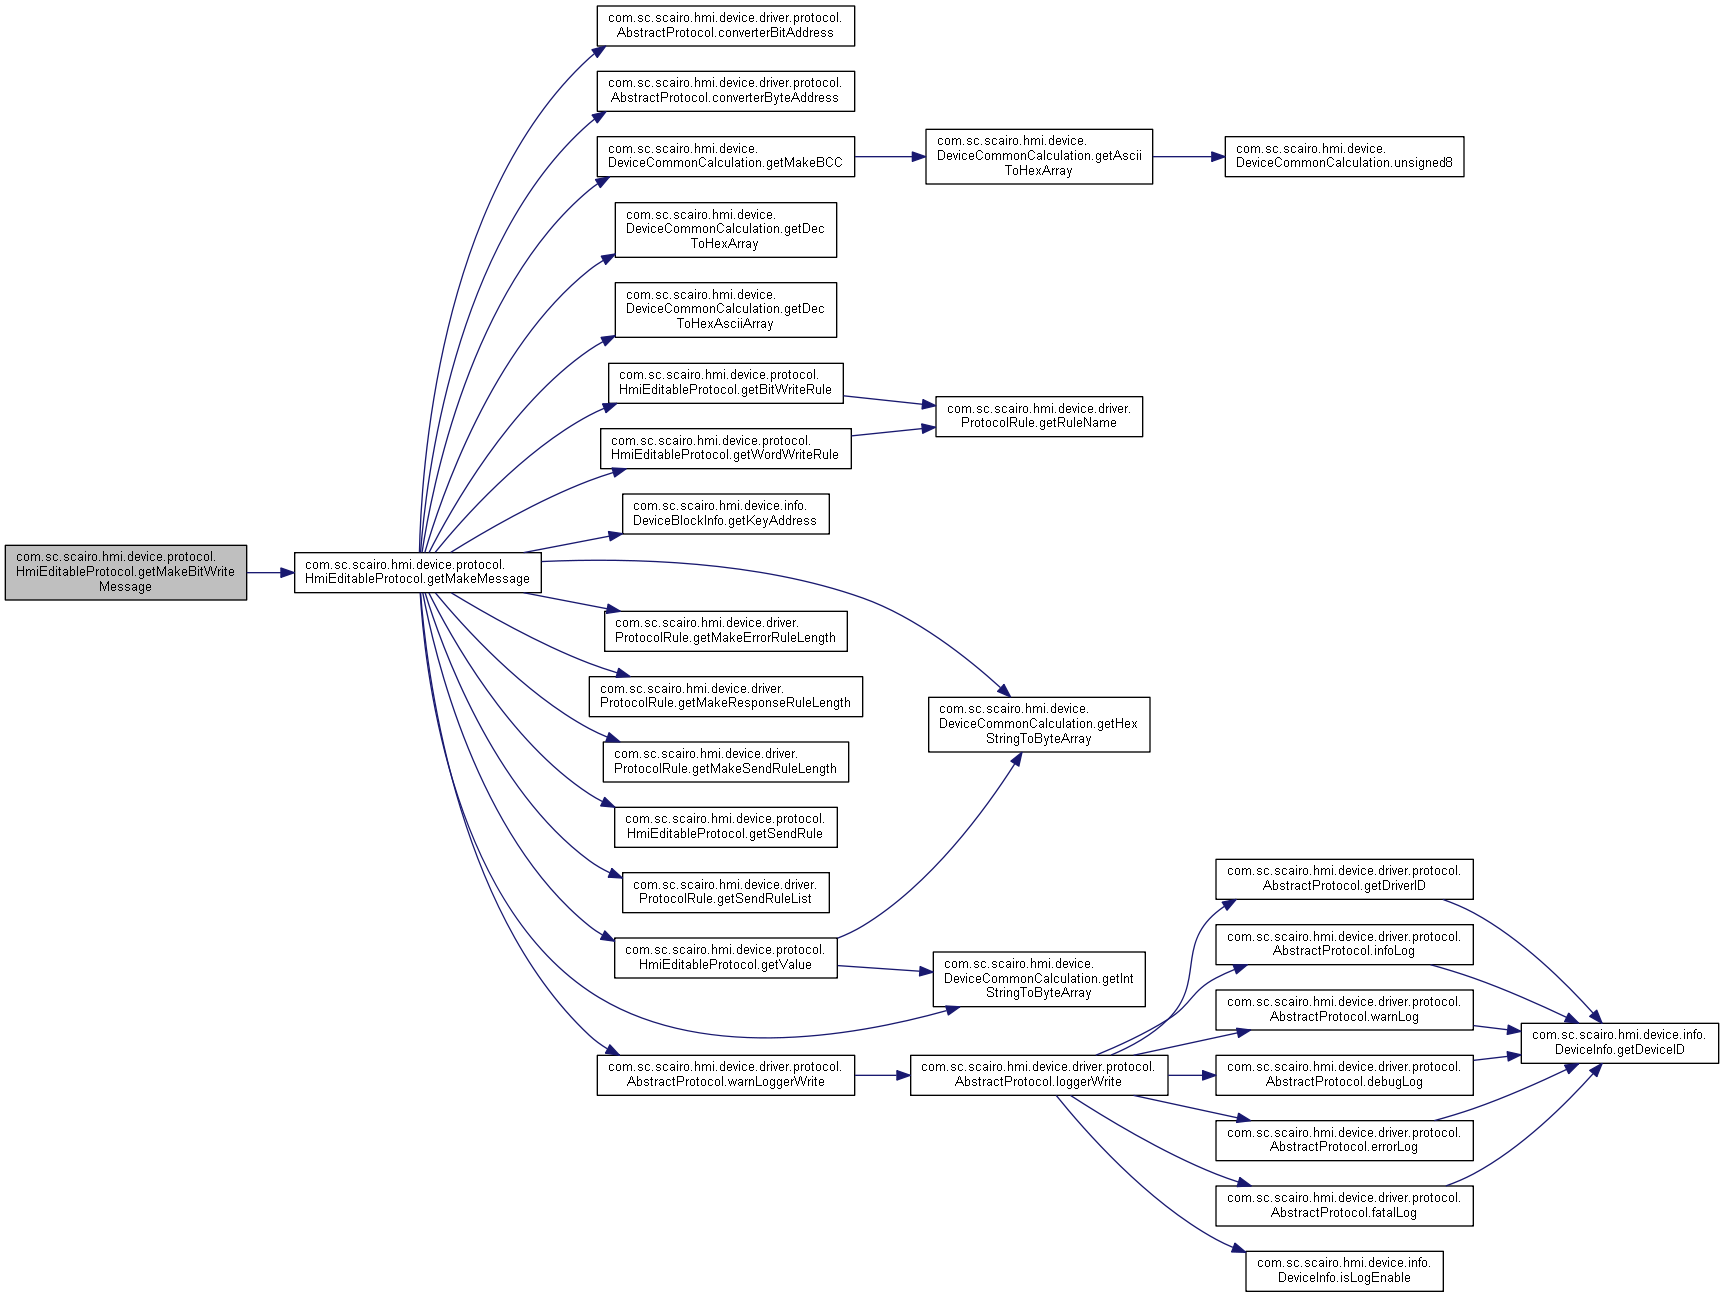 com.sc.scairo.hmi.device.driver.protocol.
AbstractProtocol.converterBitAddress
com.sc.scairo.hmi.device.driver.protocol.
AbstractProtocol.converterByteAddress
com.sc.scairo.hmi.device.
DeviceCommonCalculation.getMakeBCC
com.sc.scairo.hmi.device.
DeviceCommonCalculation.getAscii
ToHexArray
com.sc.scairo.hmi.device.
DeviceCommonCalculation.unsigned8
com.sc.scairo.hmi.device.
DeviceCommonCalculation.getDec
ToHexArray
com.sc.scairo.hmi.device.
DeviceCommonCalculation.getDec
ToHexAsciiArray
com.sc.scairo.hmi.device.protocol.
HmiEditableProtocol.getBitWriteRule
com.sc.scairo.hmi.device.driver.
ProtocolRule.getRuleName
com.sc.scairo.hmi.device.protocol.
HmiEditableProtocol.getWordWriteRule
com.sc.scairo.hmi.device.info.
DeviceBlockInfo.getKeyAddress
com.sc.scairo.hmi.device.protocol.
HmiEditableProtocol.getMakeBitWrite
Message
com.sc.scairo.hmi.device.protocol.
HmiEditableProtocol.getMakeMessage
com.sc.scairo.hmi.device.driver.
ProtocolRule.getMakeErrorRuleLength
com.sc.scairo.hmi.device.driver.
ProtocolRule.getMakeResponseRuleLength
com.sc.scairo.hmi.device.
DeviceCommonCalculation.getHex
StringToByteArray
com.sc.scairo.hmi.device.driver.
ProtocolRule.getMakeSendRuleLength
com.sc.scairo.hmi.device.protocol.
HmiEditableProtocol.getSendRule
com.sc.scairo.hmi.device.driver.
ProtocolRule.getSendRuleList
com.sc.scairo.hmi.device.driver.protocol.
AbstractProtocol.getDriverID
com.sc.scairo.hmi.device.protocol.
HmiEditableProtocol.getValue
com.sc.scairo.hmi.device.
DeviceCommonCalculation.getInt
StringToByteArray
com.sc.scairo.hmi.device.driver.protocol.
AbstractProtocol.infoLog
com.sc.scairo.hmi.device.driver.protocol.
AbstractProtocol.warnLog
com.sc.scairo.hmi.device.info.
DeviceInfo.getDeviceID
com.sc.scairo.hmi.device.driver.protocol.
AbstractProtocol.warnLoggerWrite
com.sc.scairo.hmi.device.driver.protocol.
AbstractProtocol.loggerWrite
com.sc.scairo.hmi.device.driver.protocol.
AbstractProtocol.debugLog
com.sc.scairo.hmi.device.driver.protocol.
AbstractProtocol.errorLog
com.sc.scairo.hmi.device.driver.protocol.
AbstractProtocol.fatalLog
com.sc.scairo.hmi.device.info.
DeviceInfo.isLogEnable